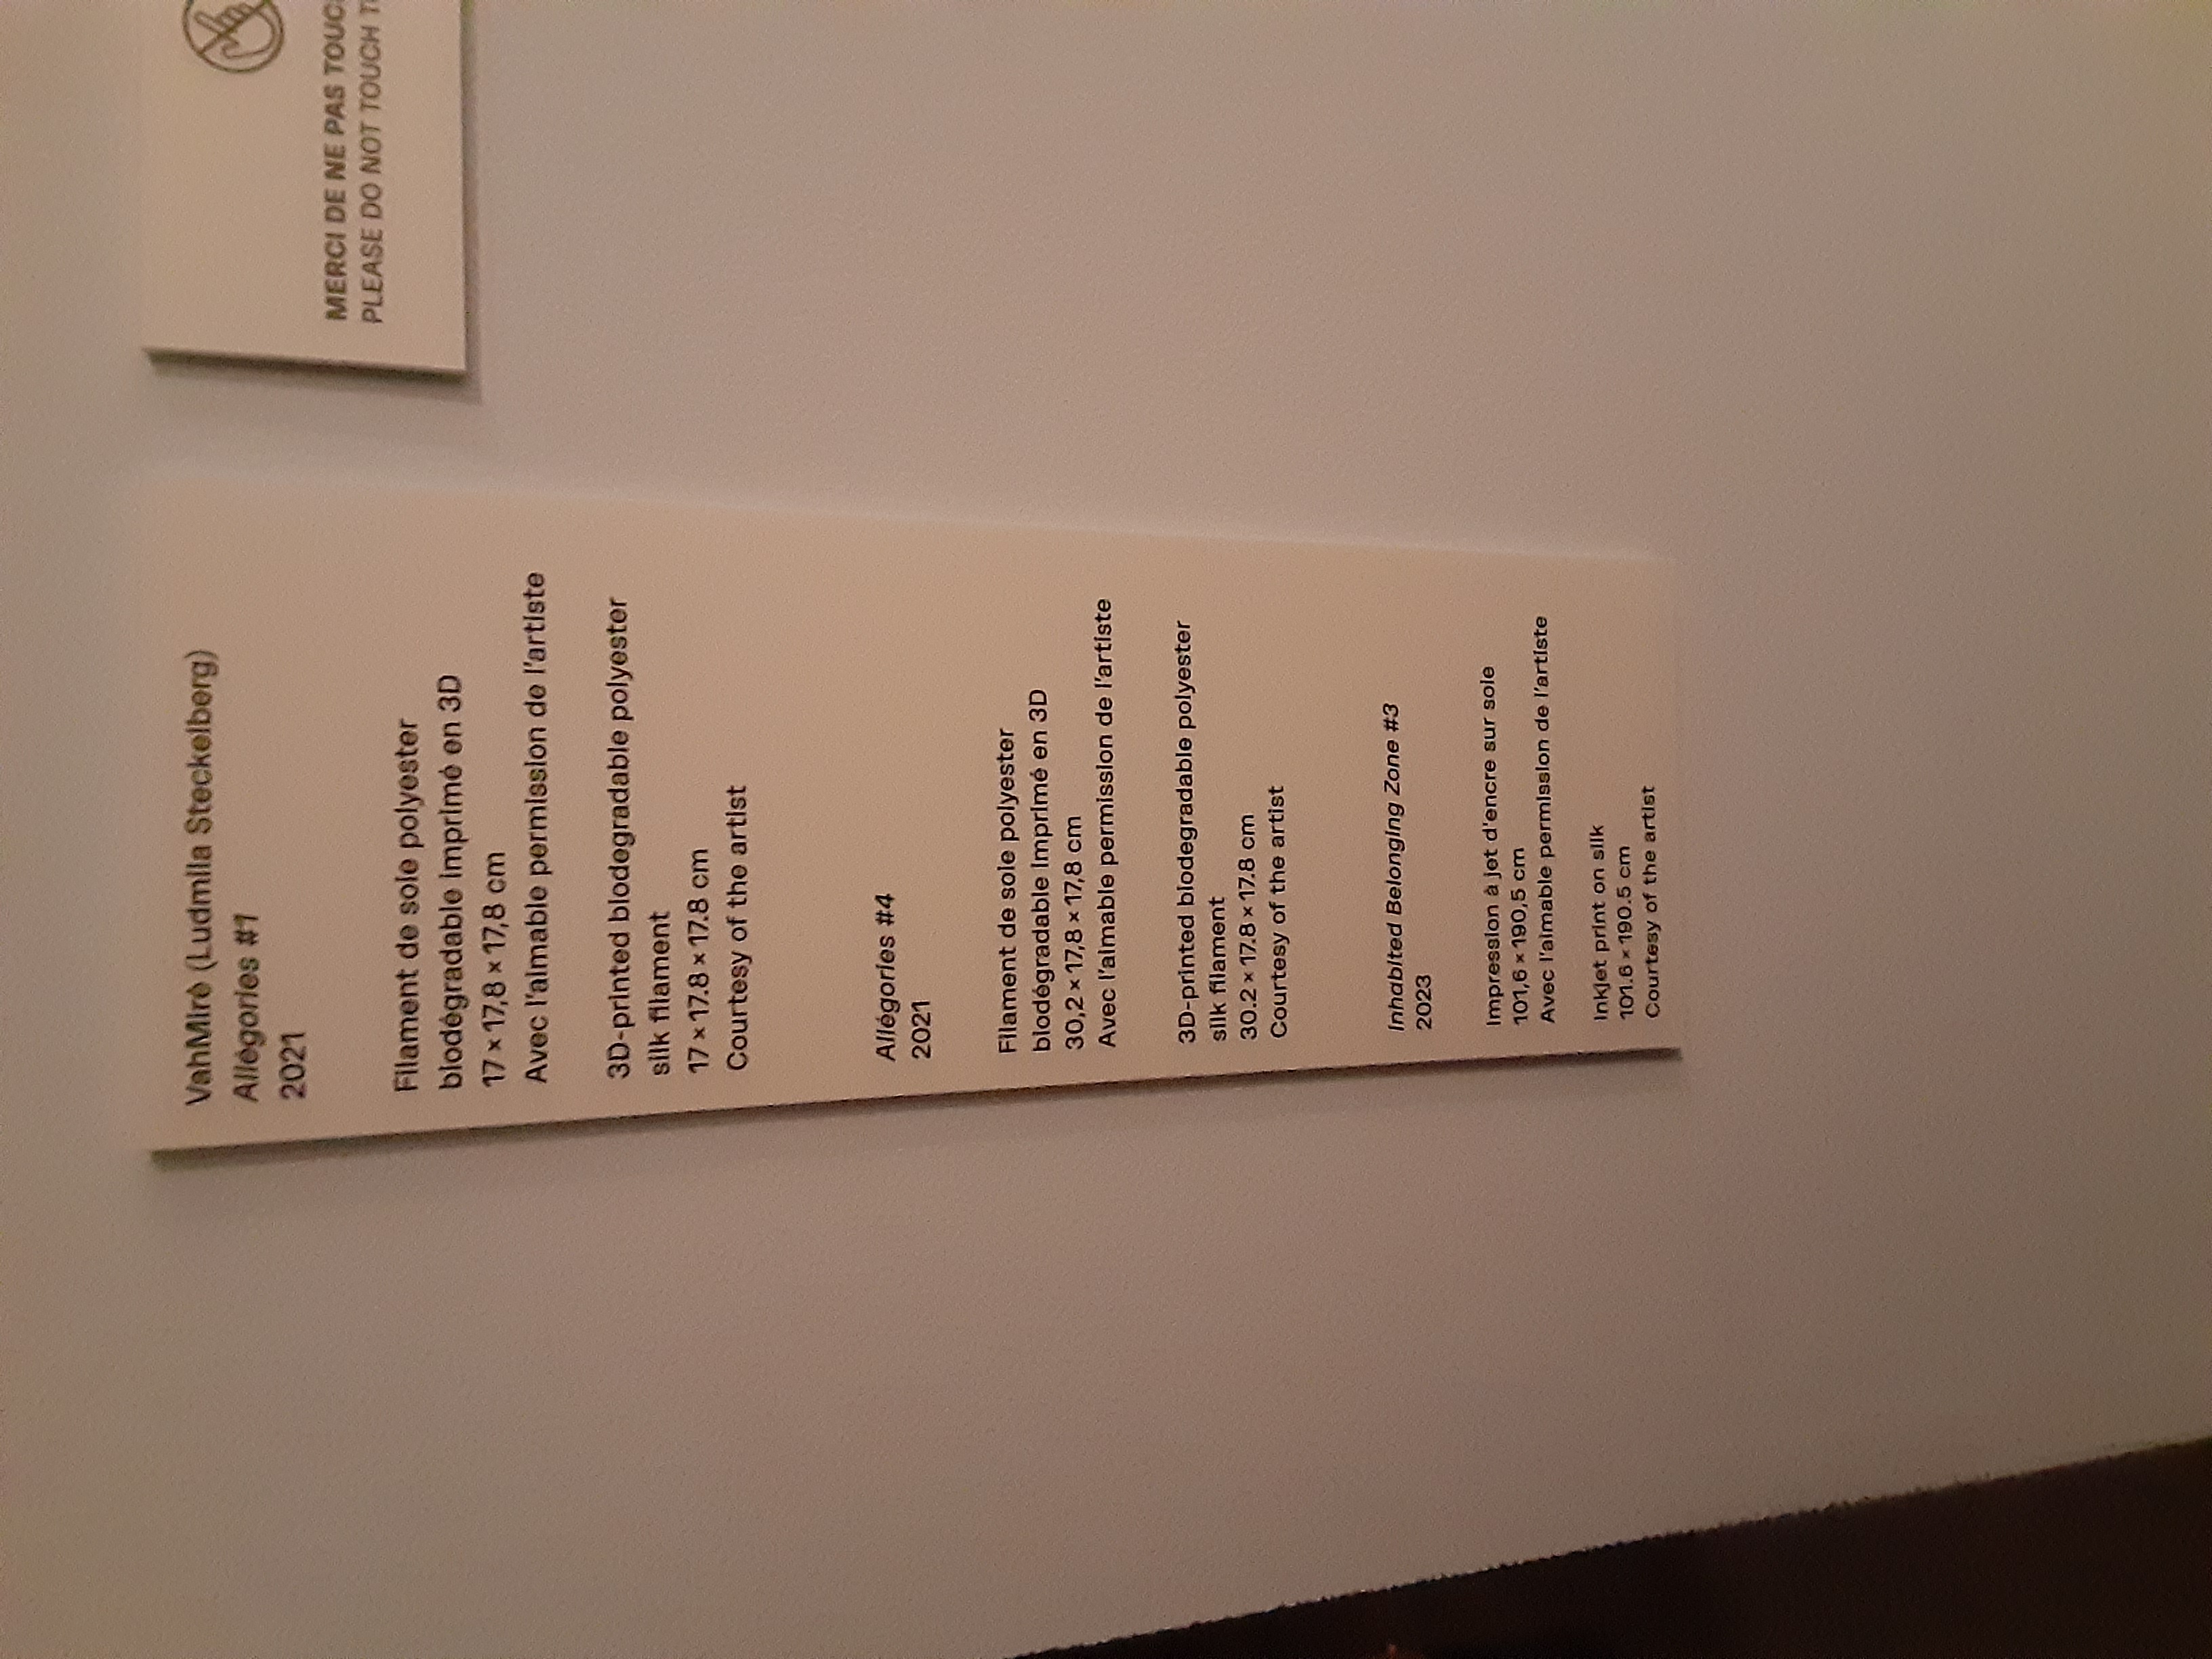 VahMirè (Ludmila Steckelberg)
Allégories #1
2021
Filament de soie polyester
biodégradable imprimé en 3D
17 × 17,8 × 17,8 cm
Avec l'aimable permission de l'artiste
3D-printed biodegradable polyester
silk filament
17 × 17.8 × 17.8 cm
Courtesy of the artist
Allégories #4
2021
Filament de soie polyester
biodégradable imprimé en 3D
30,2 × 17,8 × 17,8 cm
Avec l'aimable permission de l'artiste
3D-printed biodegradable polyester
silk filament
30.2 × 17.8 × 17.8 cm
Courtesy of the artist
Inhabited Belonging Zone #3
2023
Impression à jet d'encre sur soie
101,6 × 190,5 cm
Avec l'aimable permission de l'artiste
Inkjet print on silk
101.6 × 190.5 cm
Courtesy of the artist
MERCI DE NE PAS TOUC
PLEASE DO NOT TOUCH